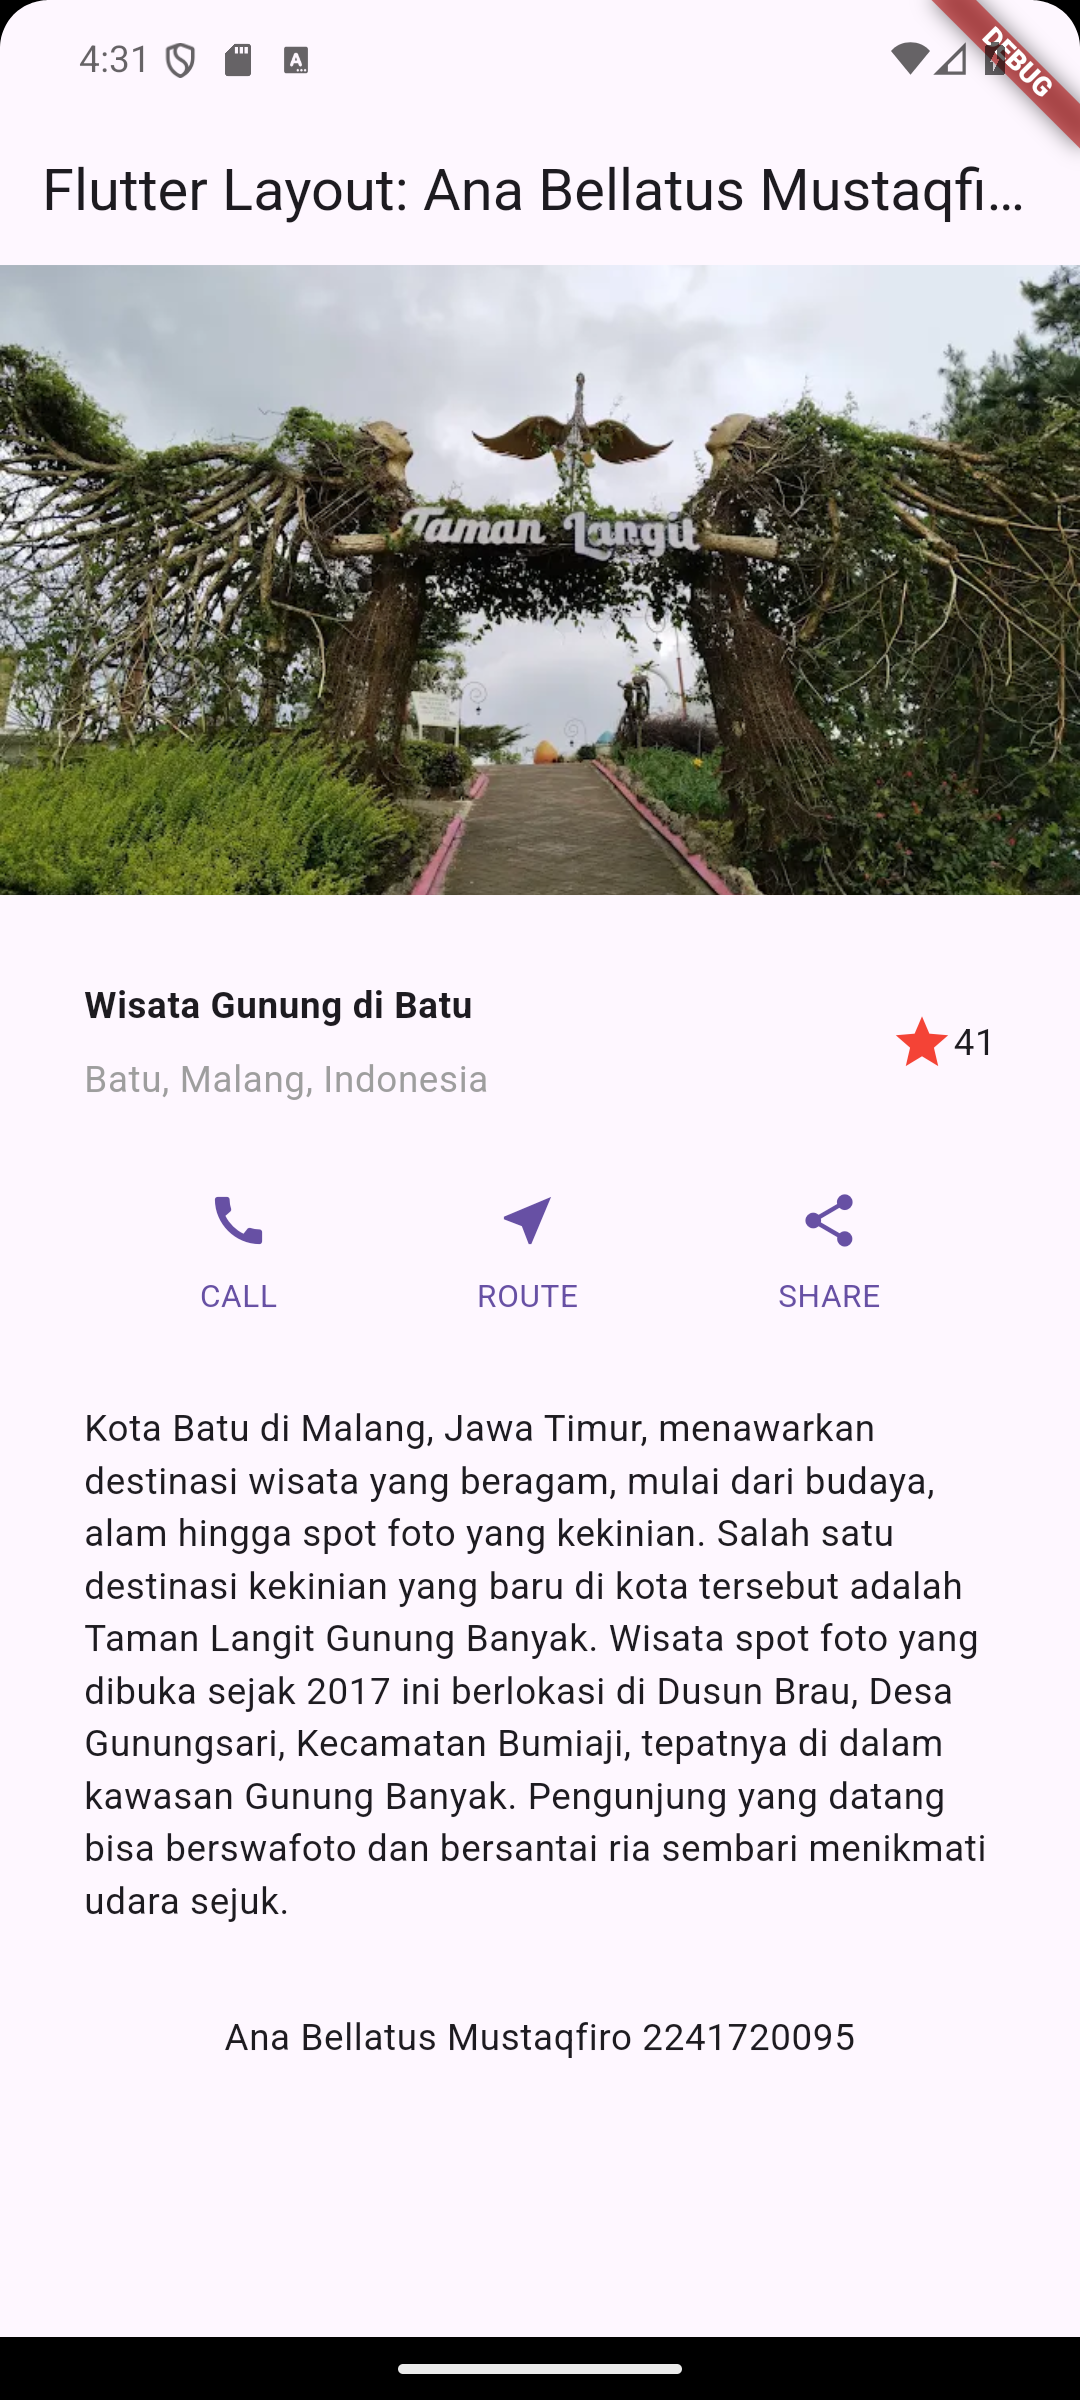 4:31
DEBUG
Flutter Layout: Ana Bellatus Mustaqfi...
Taman Langit
Wisata Gunung di Batu
41
Batu, Malang, Indonesia
CALL
ROUTE
SHARE
Kota Batu di Malang, Jawa Timur, menawarkan
destinasi wisata yang beragam, mulai dari budaya,
alam hingga spot foto yang kekinian. Salah satu
destinasi kekinian yang baru di kota tersebut adalah
Taman Langit Gunung Banyak. Wisata spot foto yang
dibuka sejak 2017 ini berlokasi di Dusun Brau, Desa
Gunungsari, Kecamatan Bumiaji, tepatnya di dalam
kawasan Gunung Banyak. Pengunjung yang datang
bisa berswafoto dan bersantai ria sembari menikmati
udara sejuk.
Ana Bellatus Mustaqfiro 2241720095